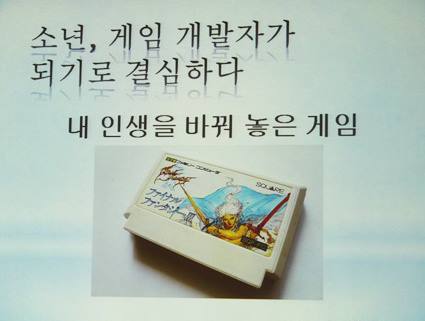 소년, 게임 개발자가
되기로 결심하다
내 인생을 바꿔 놓은 게임
SQUARE
ファイナル
ファンタジーIII